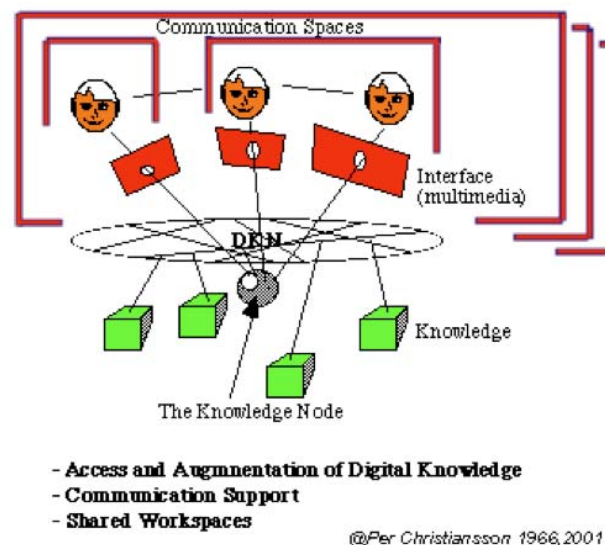 Communication Spaces
Interface
(multimedia)
DKN
Knowledge
The Knowledge Node
- Access and Augmnentation of Digital Knowledge
- Communication Support
- Shared Workspaces
@Per Christiansson 1966,2001